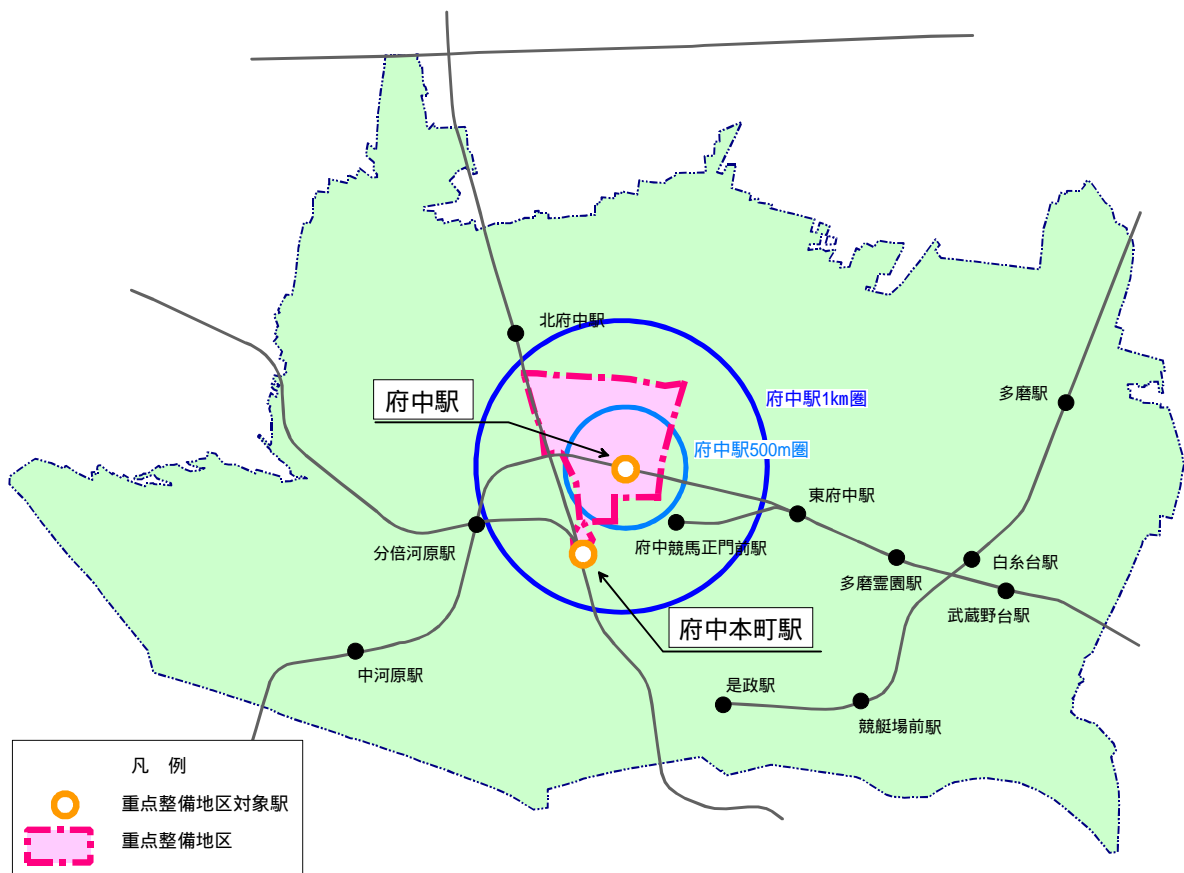 北府中駅
府中駅
府中駅1km圏
多磨駅
府中駅500m圏
東府中駅
分倍河原駅
府中競馬正門前駅
多磨霊園駅
白糸台駅
武蔵野台駅
府中本町駅
中河原駅
是政駅
競艇場前駅
凡 例
重点整備地区対象駅
重点整備地区